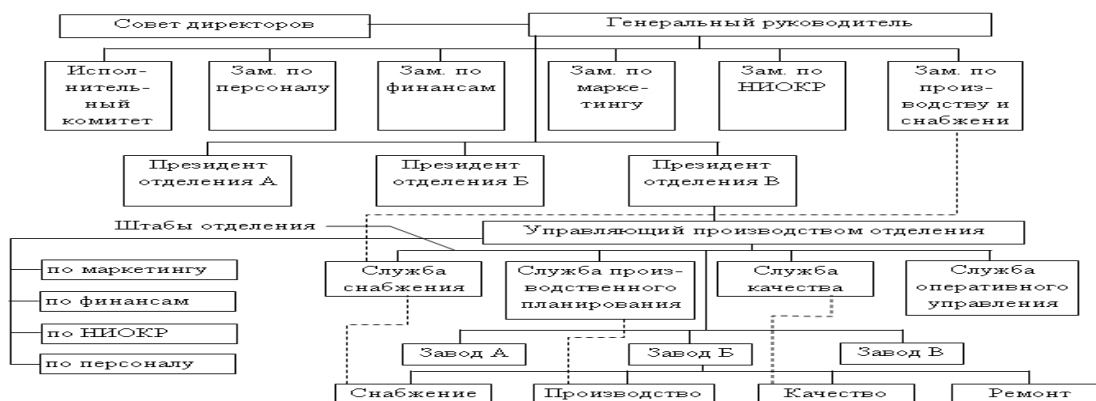 Совет директоров
Генеральный руководитель
Испол-
нитель-
ный
комитет
Зам. по
персоналу
Зам. по
финансам
Зам. по
марке-
тингу
Зам. по
НИОКР
Зам. по
произ-
водству и
снабжени
Президент
отделения А
Президент
отделения Б
Президент
отделения В
Штабы отделения
Управляющий производством отделения
по маркетингу
по финансам
по НИОКР
по персоналу
Служба
снабжения
Служба произ-
водственного
планирования
Служба
качества
Служба
оперативного
управления
Завод А
Завод Б
Завод В
Снабжение
Производство
Качество
Ремонт